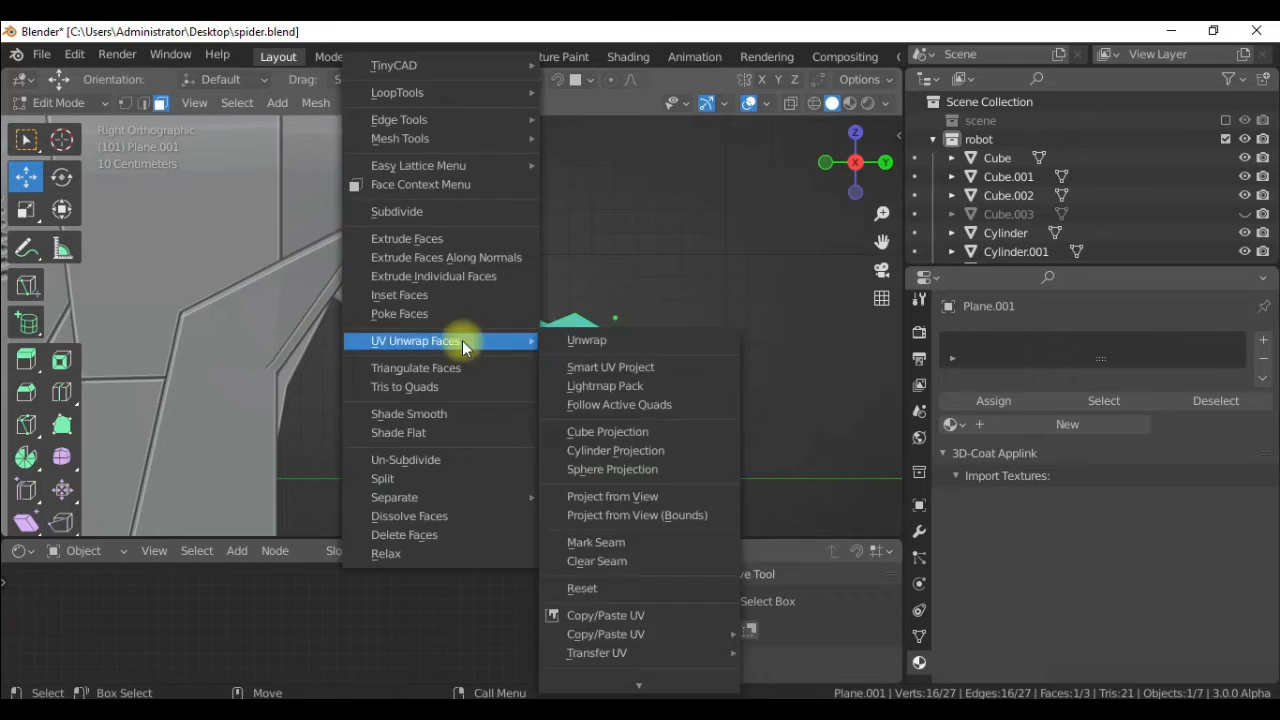 Blender* [C:\Users\Administrator\Desktop\spider.blend]
File Edit Render Window Help Layout Mode ture Paint Shading Animation Rendering Compositing Scene View Layer
Orientation: Default Drag: S X Y Z Options
Edit Mode View Select Add Mesh
Right Orthographic
(101) Plane.001
10 Centimeters
Z
X
Y
TinyCAD
LoopTools
Edge Tools
Mesh Tools
Easy Lattice Menu
Face Context Menu
Subdivide
Extrude Faces
Extrude Faces Along Normals
Extrude Individual Faces
Inset Faces
Poke Faces
UV Unwrap Faces
Triangulate Faces
Tris to Quads
Shade Smooth
Shade Flat
Un-Subdivide
Split
Separate
Dissolve Faces
Delete Faces
Relax
Unwrap
Smart UV Project
Lightmap Pack
Follow Active Quads
Cube Projection
Cylinder Projection
Sphere Projection
Project from View
Project from View (Bounds)
Mark Seam
Clear Seam
Reset
Copy/Paste UV
Copy/Paste UV
Transfer UV
Scene Collection
scene
robot
Cube
Cube.001
Cube.002
Cube.003
Cylinder
Cylinder.001
Plane.001
Assign Select Deselect
New
3D-Coat Applink
Import Textures:
Object View Select Add Node Slo
ve Tool
Select Box
Select Box Select Move Call Menu Plane.001 | Verts:16/27 | Edges:16/27 | Faces:1/3 | Tris:21 | Objects:1/7 | 3.0.0 Alpha